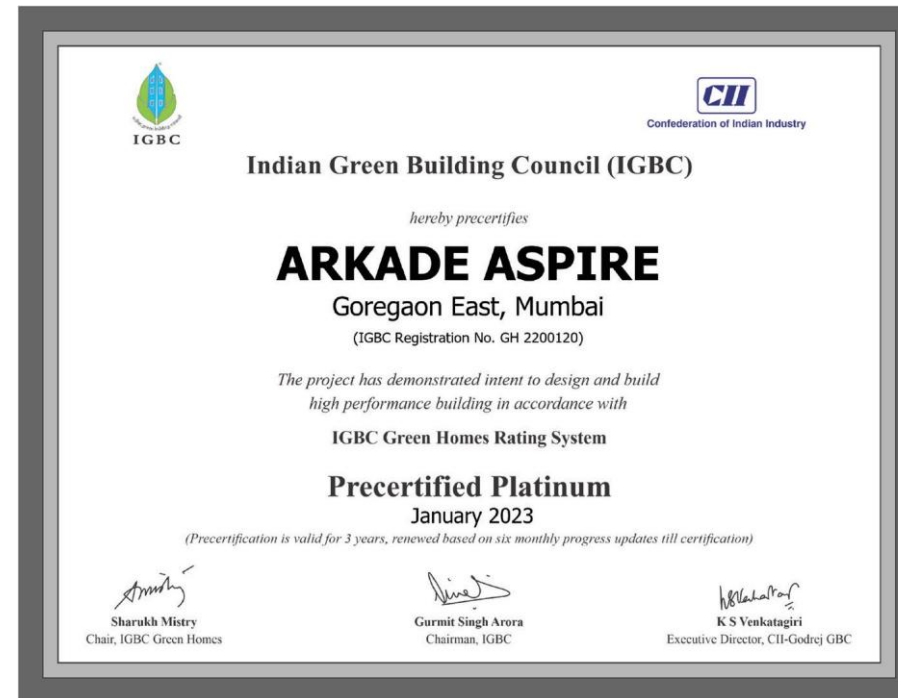 IGBC
CII
Confederation of Indian Industry
Indian Green Building Council (IGBC)
hereby precertifies
ARKADE ASPIRE
Goregaon East, Mumbai
(IGBC Registration No. GH 2200120)
The project has demonstrated intent to design and build
high performance building in accordance with
IGBC Green Homes Rating System
Precertified Platinum
January 2023
(Precertification is valid for 3 years, renewed based on six monthly progress updates till certification)
Sharukh Mistry
Chair, IGBC Green Homes
Gurmit Singh Arora
Chairman, IGBC
K S Venkatagiri
Executive Director, CII-Godrej GBC